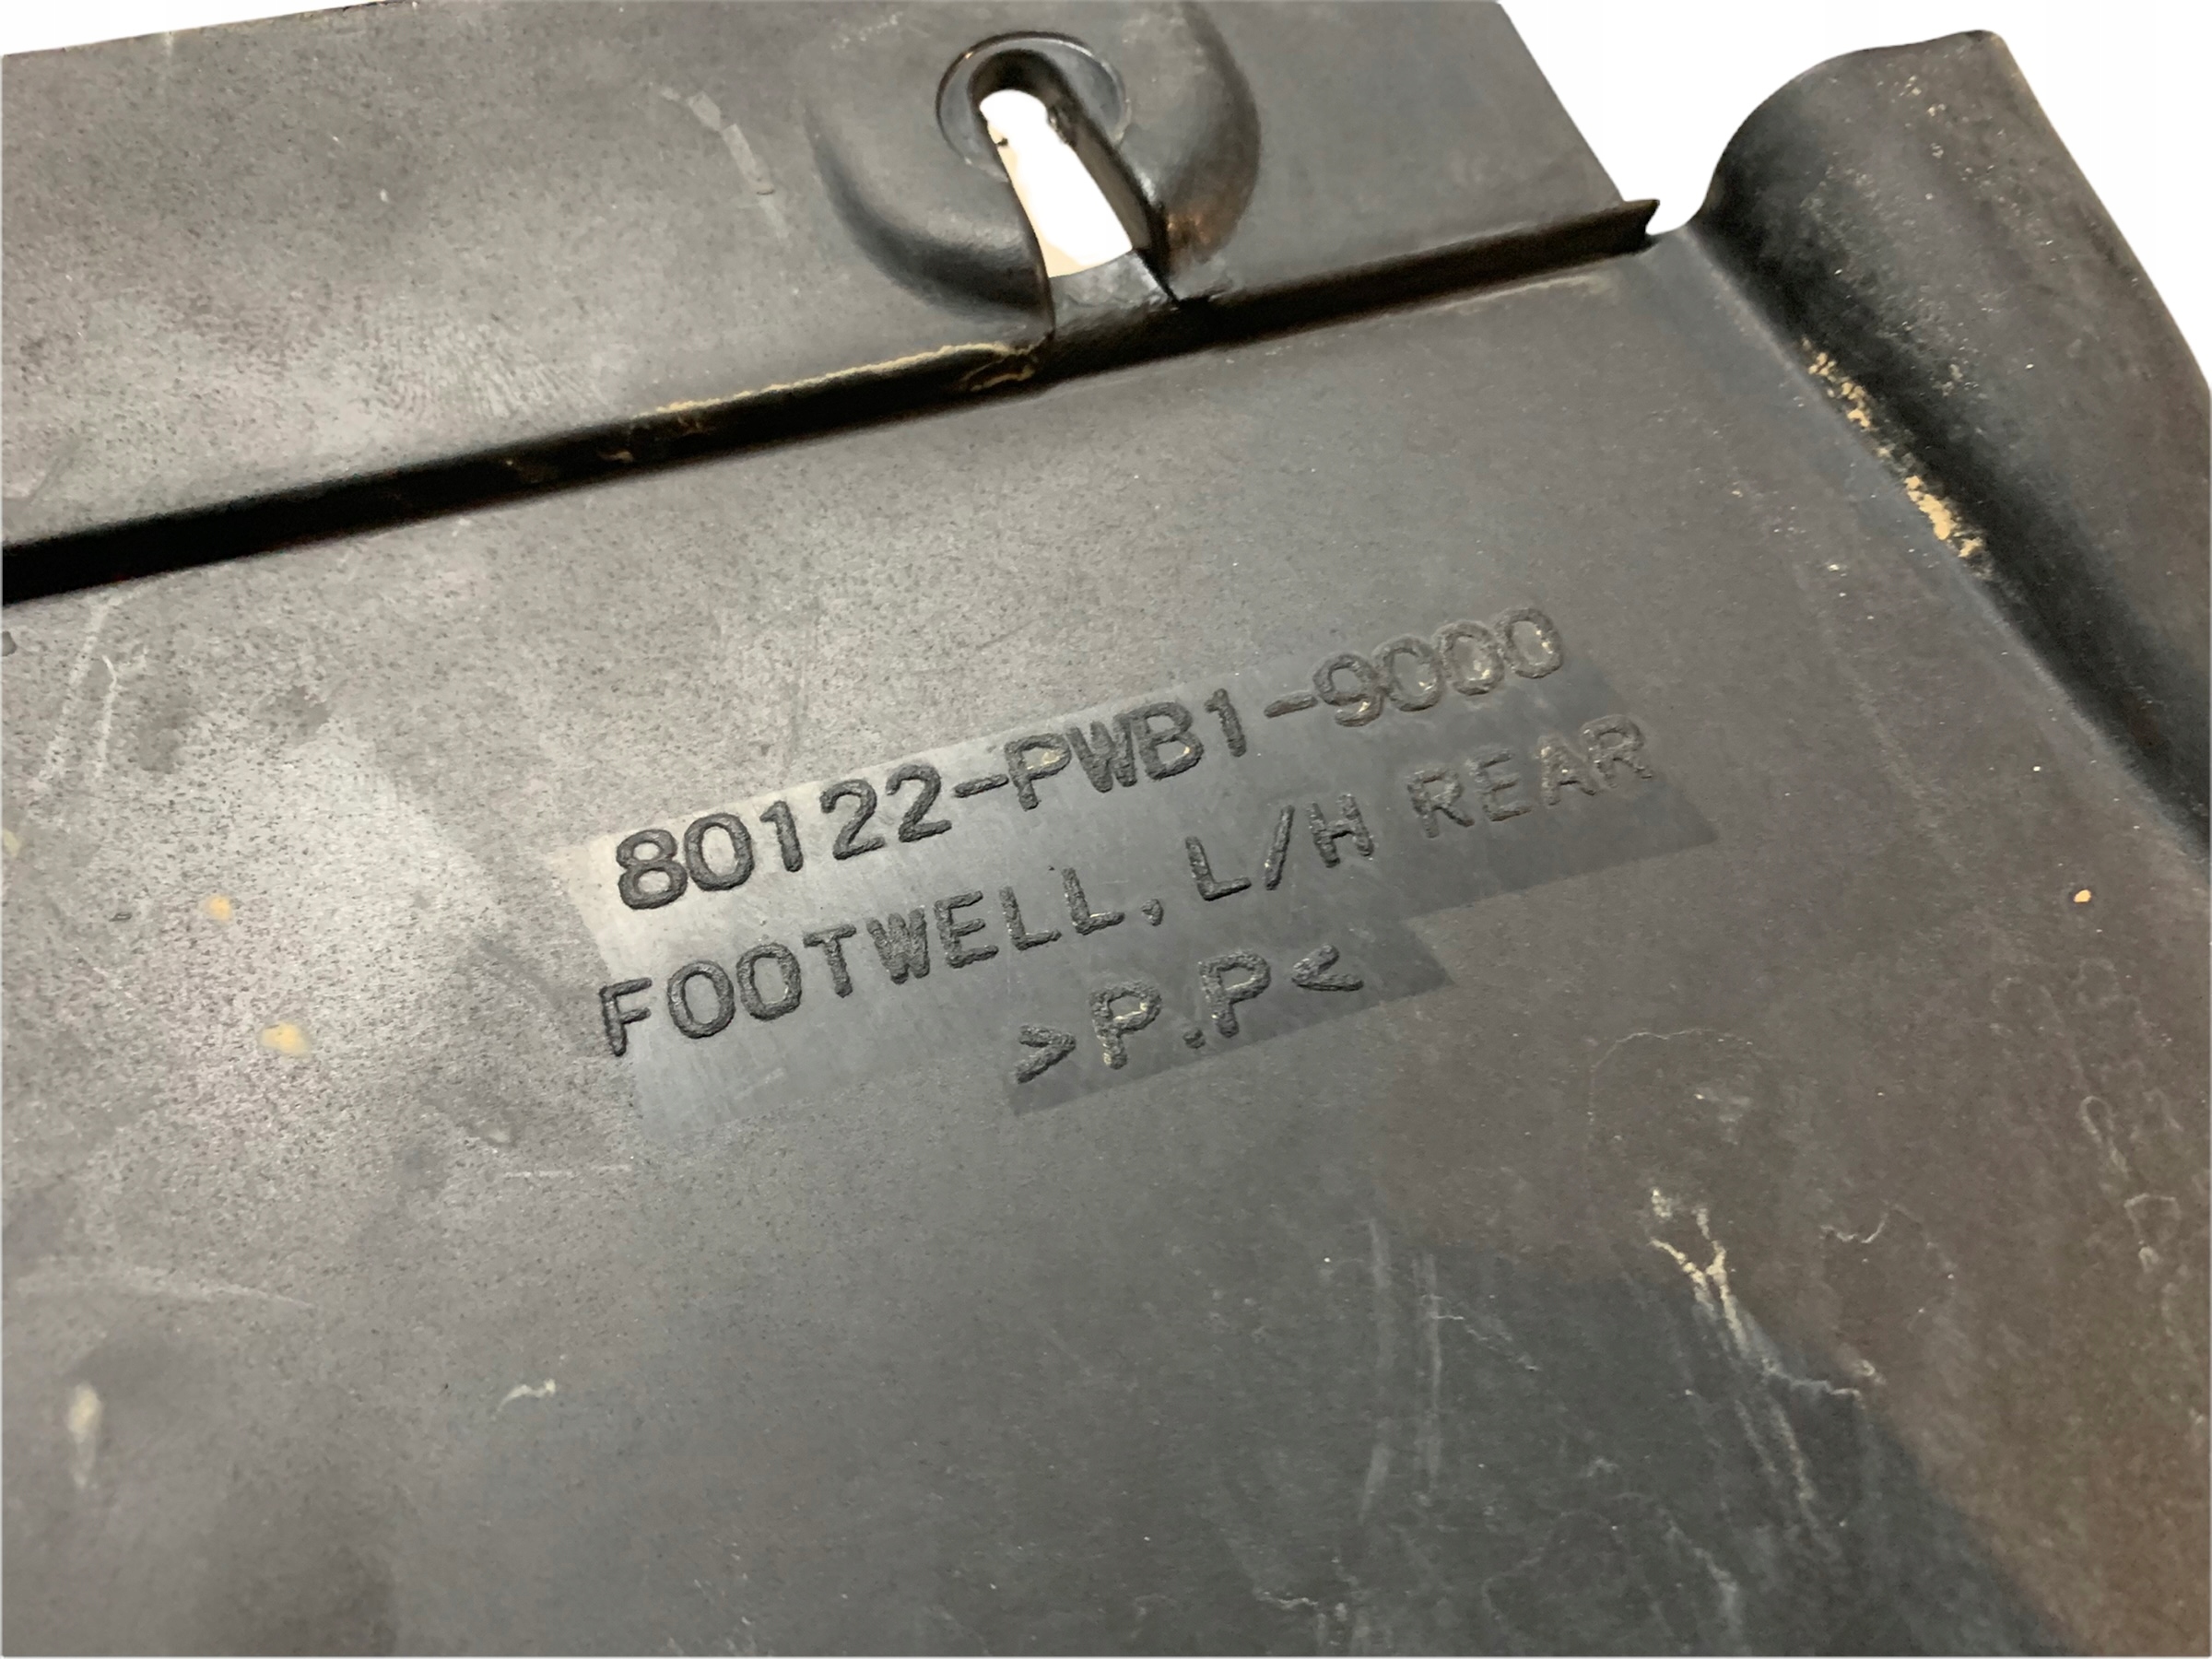 80122-PWB1-9000
FOOTWELL, L/H REAR
>P.P<